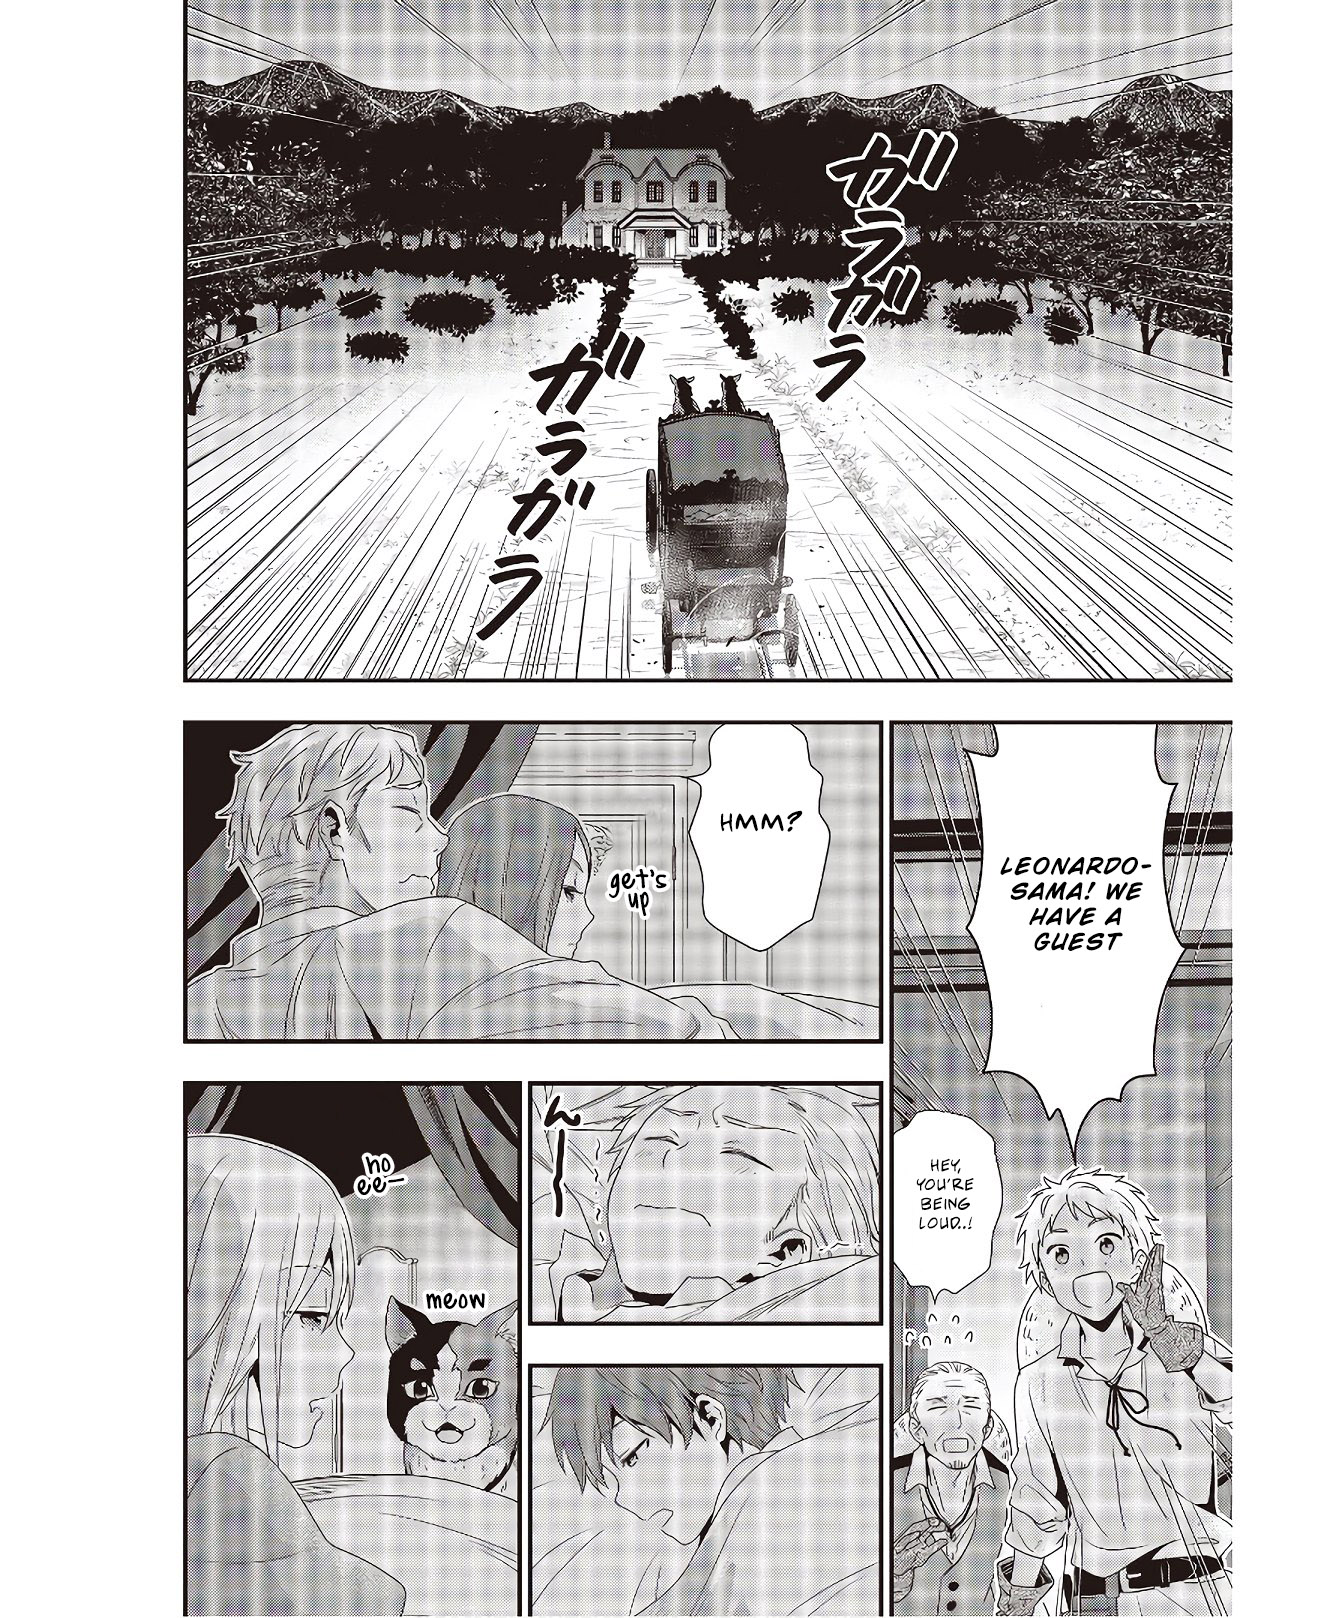 ガラガラ
ガラガラ
LEONARDO-
SAMA! WE
HAVE A
GUEST
HEY,
YOU'RE
BEING
LOUD..!
HMM?
get's
up
んー
ho
ee—
meow